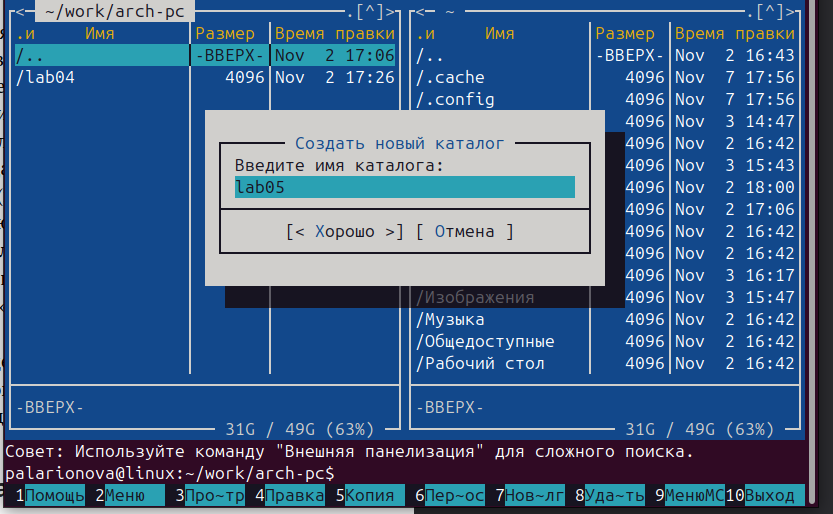 ~/work/arch-pc .[^]> <─ ~ .[^]>
.и Имя Размер Время правки .и Имя Размер Время правки
/.. -ВВЕРХ- Nov 2 17:06 /.. -ВВЕРХ- Nov 2 16:43
/lab04 4096 Nov 2 17:26 /.cache 4096 Nov 7 17:56
/.config 4096 Nov 7 17:56
4096 Nov 3 14:47
Создать новый каталог 4096 Nov 2 16:42
Введите имя каталога: 4096 Nov 3 15:43
lab05 4096 Nov 2 18:00
4096 Nov 2 17:06
[< Хорошо >] [ Отмена ] 4096 Nov 2 16:42
4096 Nov 2 16:42
4096 Nov 3 16:17
/Изображения 4096 Nov 3 15:47
/Музыка 4096 Nov 2 16:42
/Общедоступные 4096 Nov 2 16:42
/Рабочий стол 4096 Nov 2 16:42
-ВВЕРХ- -ВВЕРХ-
31G / 49G (63%) 31G / 49G (63%)
Совет: Используйте команду "Внешняя панелизация" для сложного поиска.
palarionova@linux:~/work/arch-pc$
1Помощь 2Меню 3Про~тр 4Правка 5Копия 6Пер~ос 7Нов~лг 8Уда~ть 9МенюМС 10Выход